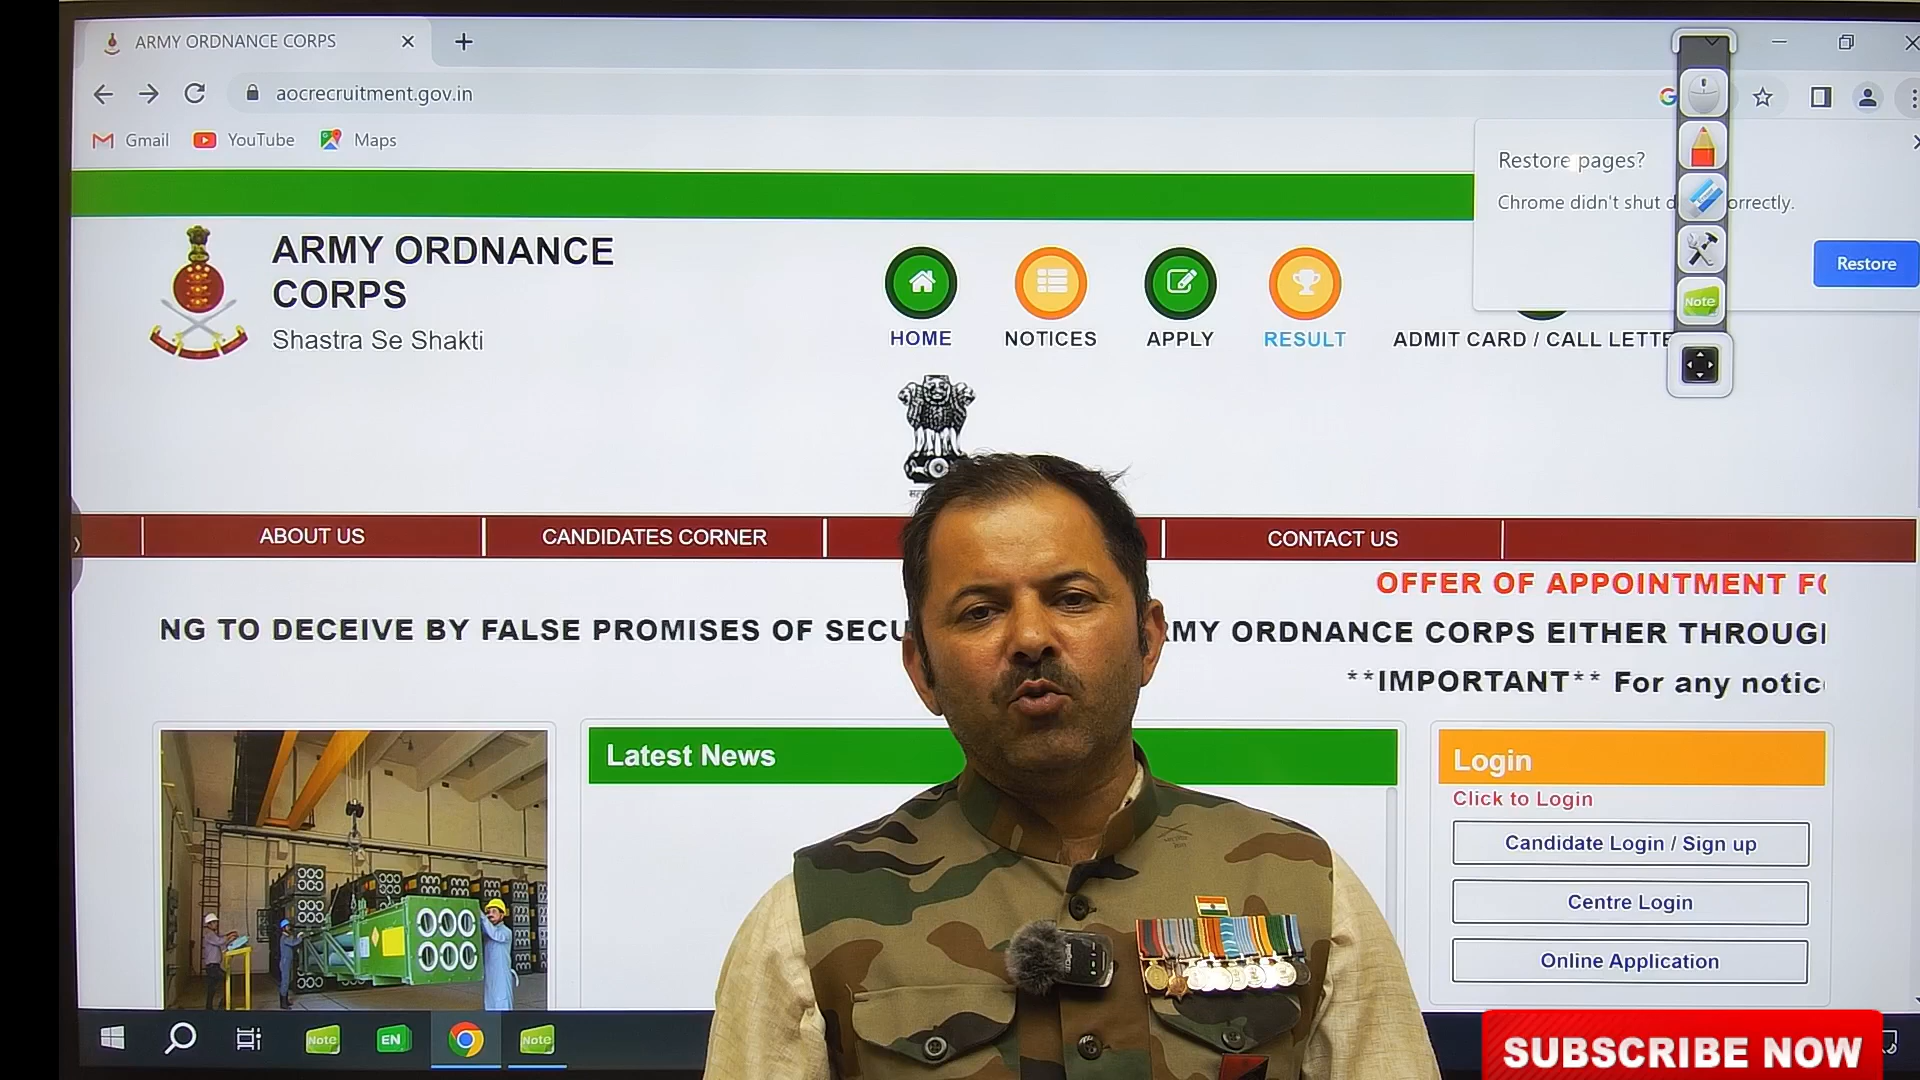 ARMY ORDNANCE CORPS
aocrecruitment.gov.in
Gmail
YouTube
Maps
Restore pages?
Chrome didn't shut d orrectly.
Restore
Note
ARMY ORDNANCE
CORPS
Shastra Se Shakti
HOME
NOTICES
APPLY
RESULT
ADMIT CARD / CALL LETTE
ABOUT US
CANDIDATES CORNER
CONTACT US
OFFER OF APPOINTMENT FO
NG TO DECEIVE BY FALSE PROMISES OF SECU RMY ORDNANCE CORPS EITHER THROUGH
**IMPORTANT** For any notic
Latest News
Login
Click to Login
Candidate Login / Sign up
Centre Login
Online Application
Note
EN
Note
SUBSCRIBE NOW